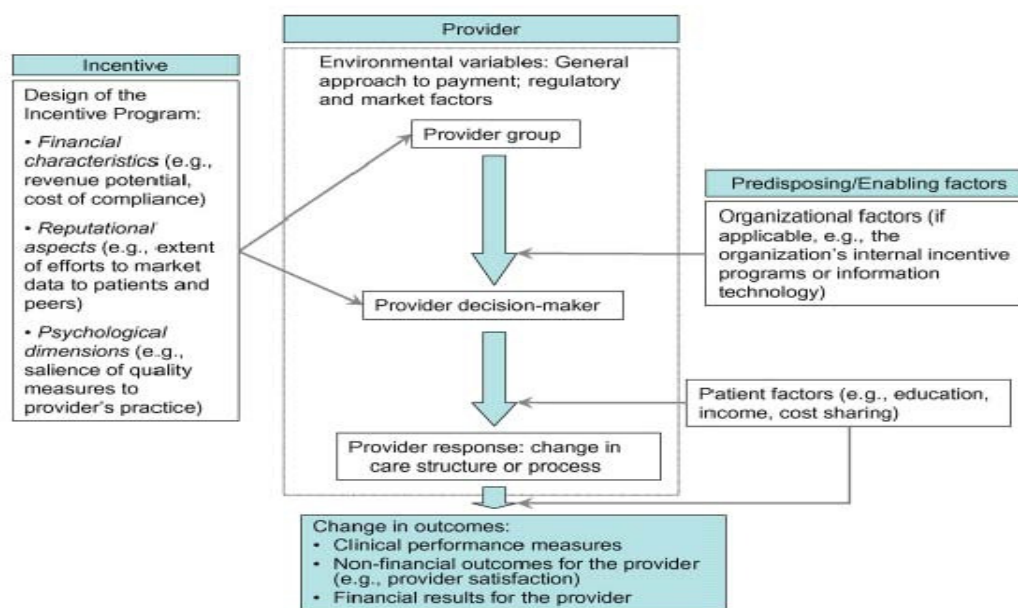 Provider
Incentive
Environmental variables: General
approach to payment; regulatory
and market factors
Design of the
Incentive Program:
• Financial
characteristics (e.g.,
revenue potential,
cost of compliance)
• Reputational
aspects (e.g., extent
of efforts to market
data to patients and
peers)
• Psychological
dimensions (e.g.,
salience of quality
measures to
provider's practice)
Provider group
Predisposing/Enabling factors
Organizational factors (if
applicable, e.g., the
organization's internal incentive
programs or information
technology)
Provider decision-maker
Patient factors (e.g., education,
income, cost sharing)
Provider response: change in
care structure or process
Change in outcomes:
• Clinical performance measures
• Non-financial outcomes for the provider
(e.g., provider satisfaction)
• Financial results for the provider